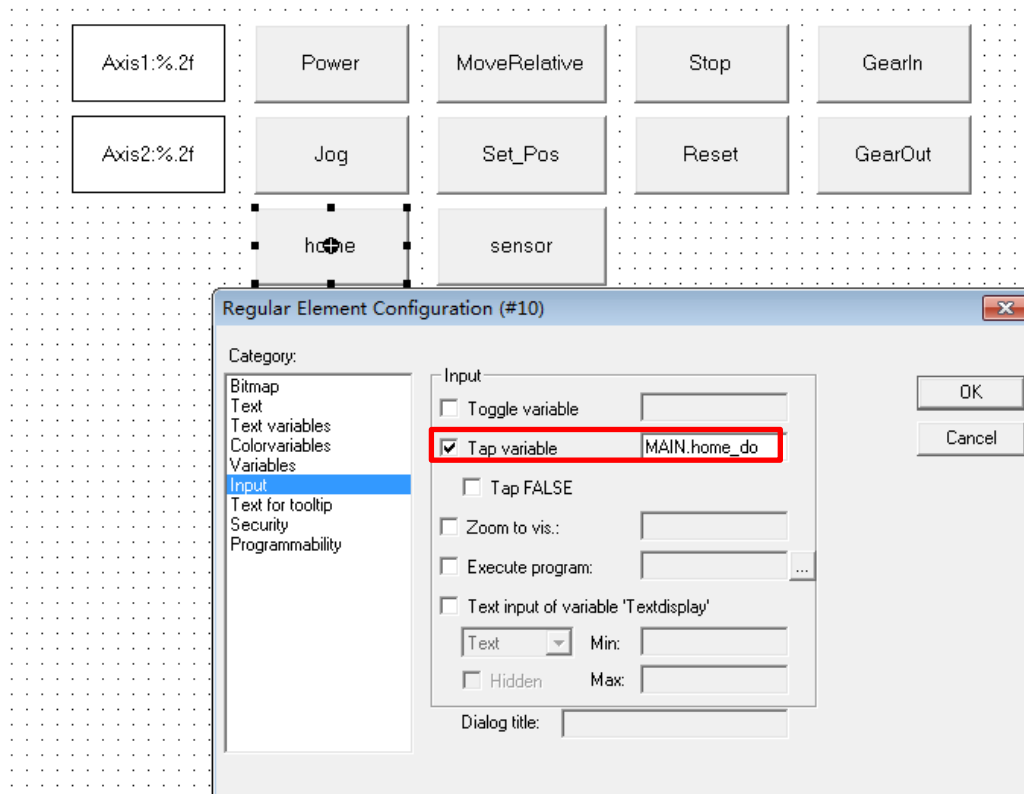 Axis1:%.2f
Power
MoveRelative
Stop
GearIn
Axis2:%.2f
Jog
Set_Pos
Reset
GearOut
home
sensor
Regular Element Configuration (#10)
Category:
Bitmap
Text
Text variables
Colorvariables
Variables
Input
Text for tooltip
Security
Programmability
Input
Toggle variable
Tap variable
MAIN.home_do
Tap FALSE
Zoom to vis.:
Execute program:
...
Text input of variable 'Textdisplay'
Text
Min:
Hidden
Max:
Dialog title:
OK
Cancel